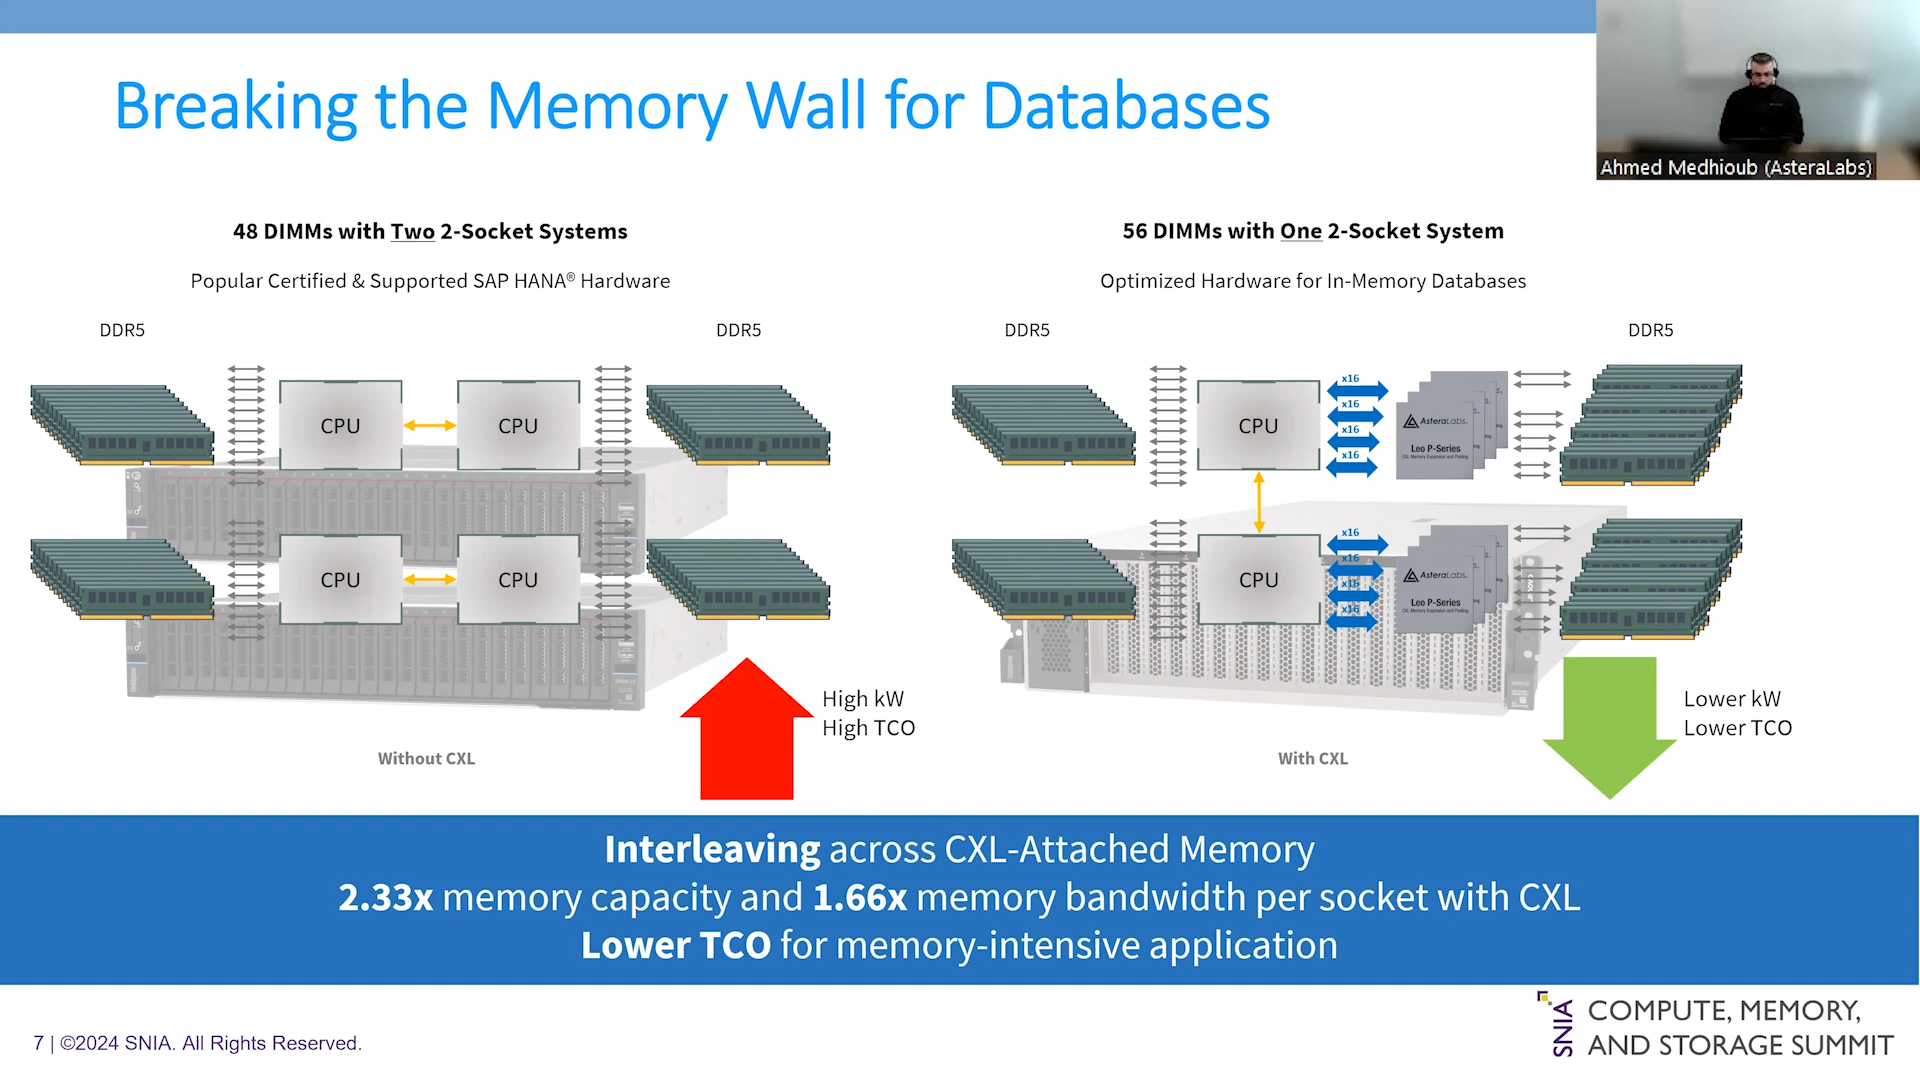 Breaking the Memory Wall for Databases
Ahmed Medhioub (AsteraLabs)
48 DIMMs with Two 2-Socket Systems
Popular Certified & Supported SAP HANA® Hardware
DDR5
DDR5
CPU
CPU
CPU
CPU
High kW
High TCO
Without CXL
56 DIMMs with One 2-Socket System
Optimized Hardware for In-Memory Databases
DDR5
DDR5
CPU
x16
x16
x16
x16
AsteraLabs.
Leo P-Series
CXL Memory Expansion and Pooling
CPU
x16
x16
x16
x16
AsteraLabs.
Leo P-Series
CXL Memory Expansion and Pooling
Lower kW
Lower TCO
With CXL
Interleaving across CXL-Attached Memory
2.33x memory capacity and 1.66x memory bandwidth per socket with CXL
Lower TCO for memory-intensive application
7 | ©2024 SNIA. All Rights Reserved.
SNIA
COMPUTE, MEMORY,
AND STORAGE SUMMIT